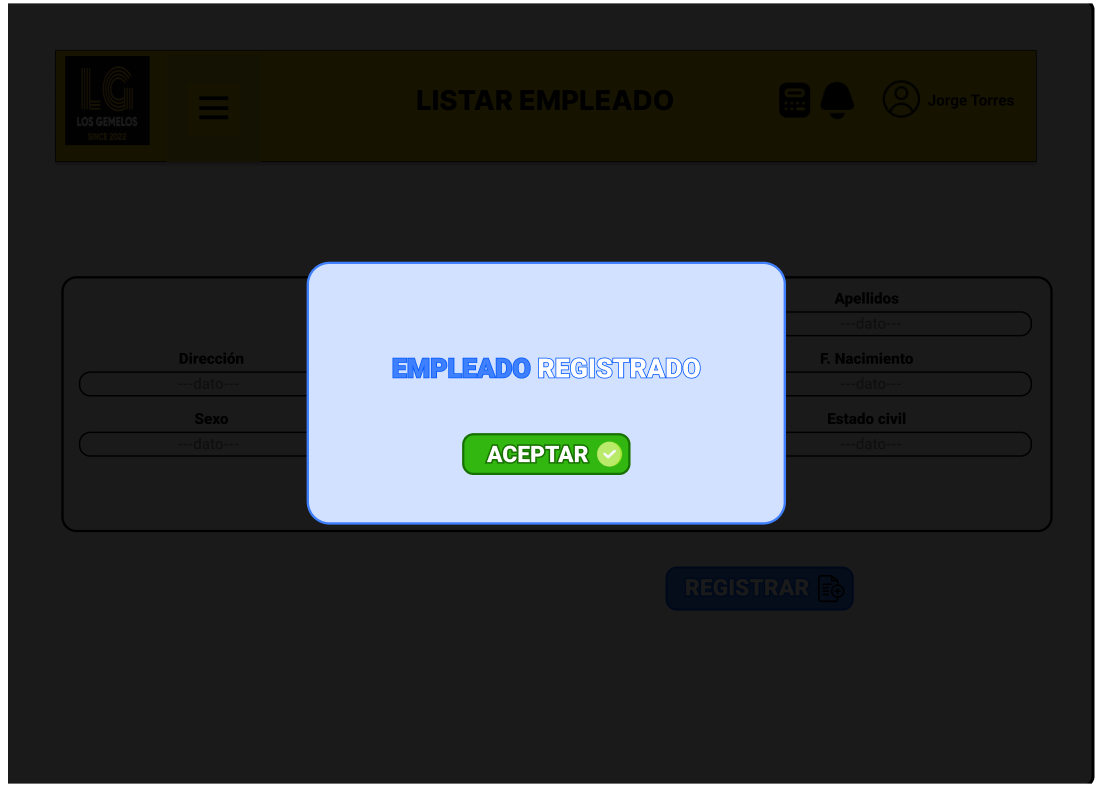 LG
LOS GEMELOS
SINCE 2022
LISTAR EMPLEADO
Jorge Torres
Apellidos
---dato---
Dirección
F. Nacimiento
---dato---
---dato---
Sexo
Estado civil
---dato---
---dato---
EMPLEADO REGISTRADO
ACEPTAR
REGISTRAR